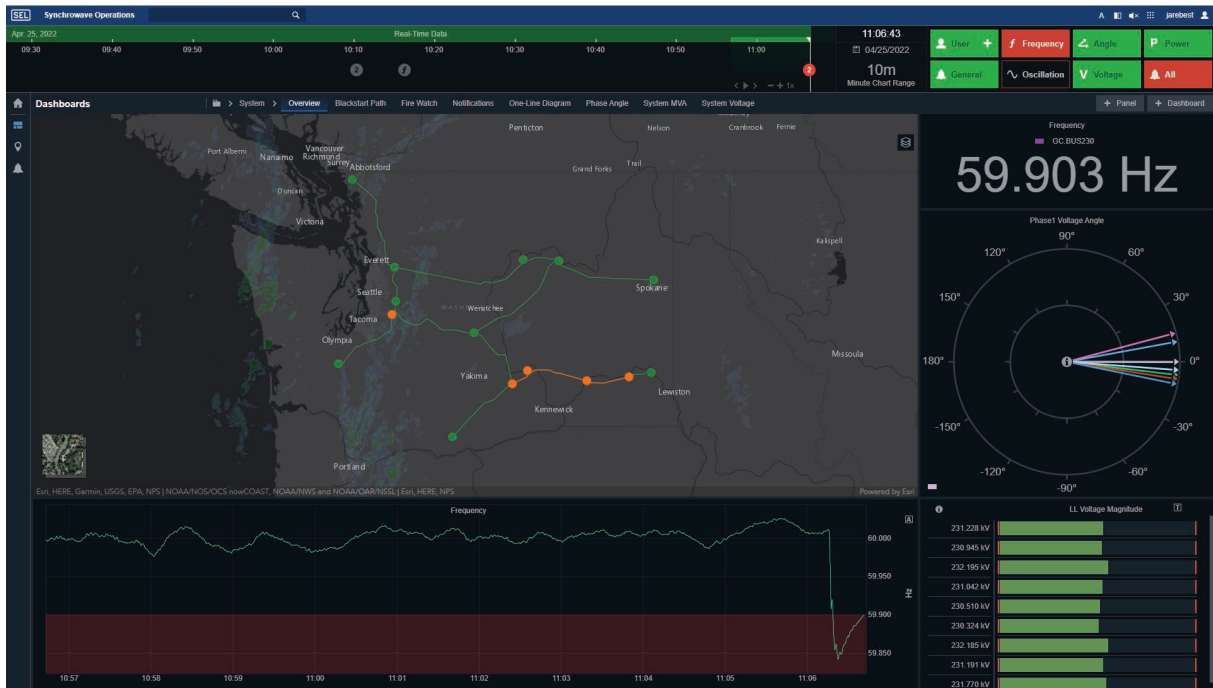 SEL Synchrowave Operations
A jarebest
Apr. 25, 2022
Real-Time Data
09:30 09:40 09:50 10:00 10:10 10:20 10:30 10:40 10:50 11:00
2 f 2
< > > − + 1x
11:06:43
04/25/2022
10m
Minute Chart Range
User + f Frequency Angle P Power
General Oscillation V Voltage All
Dashboards > System > Overview Blackstart Path Fire Watch Notifications One-Line Diagram Phase Angle System MVA System Voltage
+ Panel + Dashboard
Penticton
Nelson
Cranbrook
Fernie
Port Alberni
Nanaimo
Vancouver
Richmond
Surrey
Abbotsford
Grand Forks
Trail
Duncan
Victoria
Kalispell
Everett
Spokane
Seattle
Wenatchee
Tacoma
Olympia
Missoula
Yakima
Lewiston
Kennewick
Portland
Esri, HERE, Garmin, USGS, EPA, NPS | NOAA/NOS/OCS nowCOAST, NOAA/NWS and NOAA/OAR/NSSL | Esri, HERE, NPS
Powered by Esri
Frequency
GC.BUS230
59.903 Hz
Phase1 Voltage Angle
90°
120° 60°
150° 30°
180° 0°
-150° -30°
-120° -60°
-90°
Frequency
A
60.000
59.950
Hz
59.900
59.850
10:57 10:58 10:59 11:00 11:01 11:02 11:03 11:04 11:05 11:06
LL Voltage Magnitude T
231.228 kV
230.945 kV
232.195 kV
231.042 kV
230.510 kV
230.324 kV
232.185 kV
231.191 kV
231.770 kV